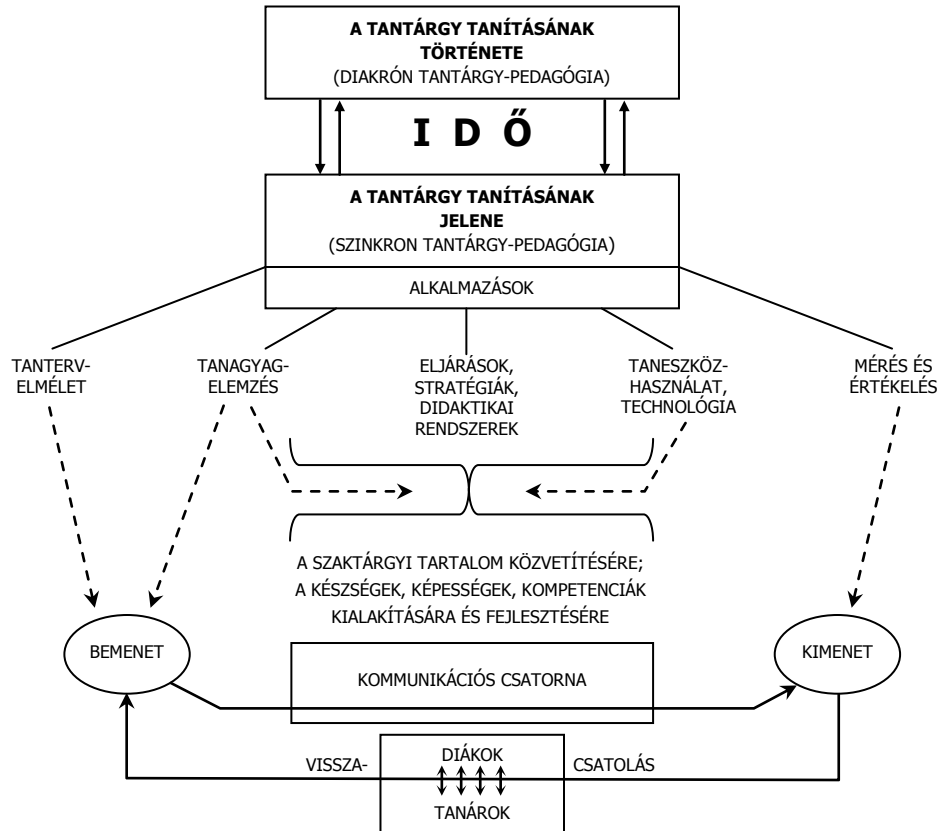 A TANTÁRGY TANÍTÁSÁNAK
TÖRTÉNETE
(DIAKRÓN TANTÁRGY-PEDAGÓGIA)
I D Ő
A TANTÁRGY TANÍTÁSÁNAK
JELENE
(SZINKRON TANTÁRGY-PEDAGÓGIA)
ALKALMAZÁSOK
TANTERV-
ELMÉLET
TANAGYAG-
ELEMZÉS
ELJÁRÁSOK,
STRATÉGIÁK,
DIDAKTIKAI
RENDSZEREK
TANESZKÖZ-
HASZNÁLAT,
TECHNOLÓGIA
MÉRÉS ÉS
ÉRTÉKELÉS
A SZAKTÁRGYI TARTALOM KÖZVETÍTÉSÉRE;
A KÉSZSÉGEK, KÉPESSÉGEK, KOMPETENCIÁK
KIALAKÍTÁSÁRA ÉS FEJLESZTÉSÉRE
BEMENET
KIMENET
KOMMUNIKÁCIÓS CSATORNA
VISSZA-
DIÁKOK
CSATOLÁS
TANÁROK